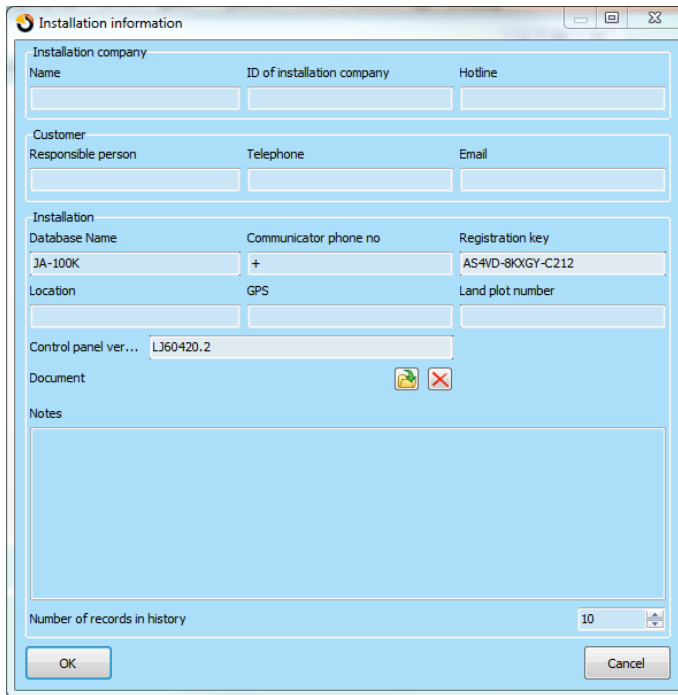 Installation information
Installation company
Name ID of installation company Hotline
Customer
Responsible person Telephone Email
Installation
Database Name Communicator phone no Registration key
JA-100K + AS4VD-8KXGY-C212
Location GPS Land plot number
Control panel ver... LJ60420.2
Document
Notes
Number of records in history 10
OK Cancel